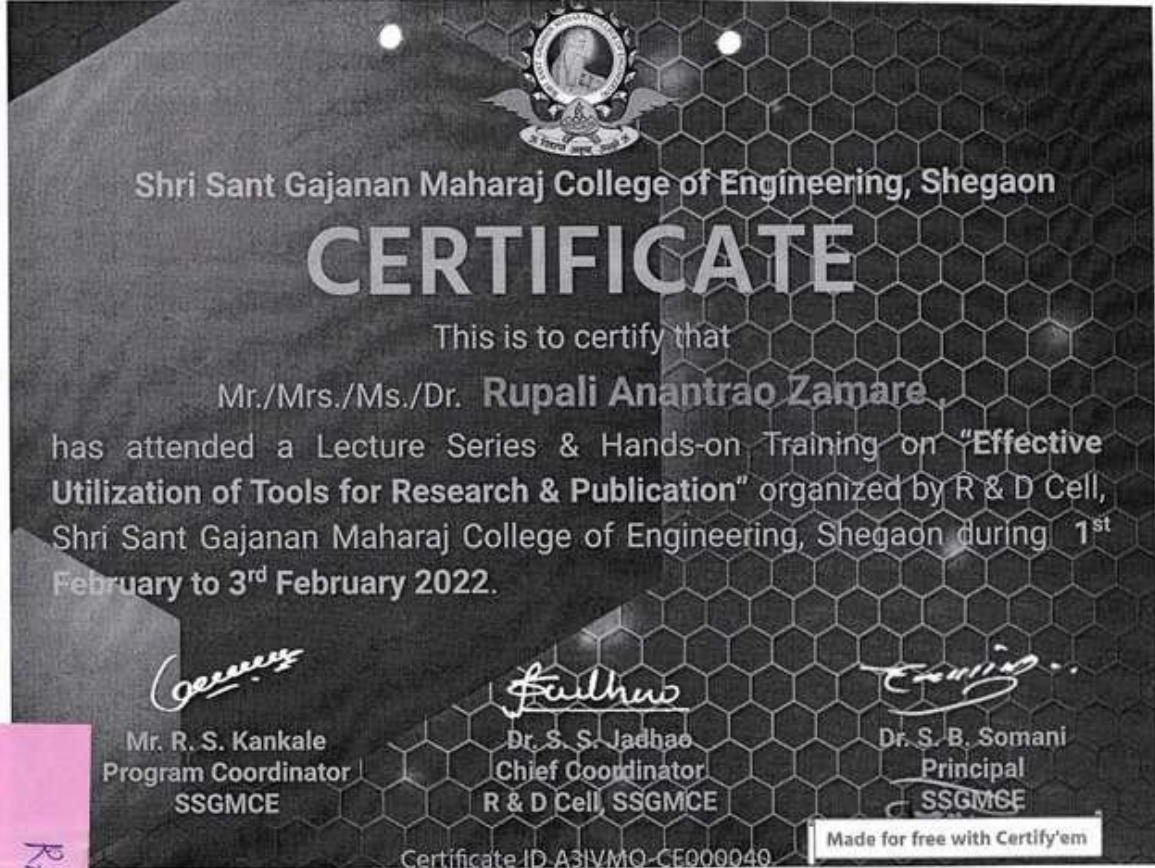 Shri Sant Gajanan Maharaj College of Engineering, Shegaon
CERTIFICATE
This is to certify that
Mr./Mrs./Ms./Dr. Rupali Anantrao Zamare ,
has attended a Lecture Series & Hands-on Training on “Effective
Utilization of Tools for Research & Publication” organized by R & D Cell,
Shri Sant Gajanan Maharaj College of Engineering, Shegaon during 1st
February to 3rd February 2022.
Mr. R. S. Kankale
Program Coordinator
SSGMCE
Dr. S. S. Jadhao
Chief Coordinator
R & D Cell, SSGMCE
Dr. S. B. Somani
Principal
SSGMCE
Made for free with Certify'em
Certificate ID A3IVMO-CE000040